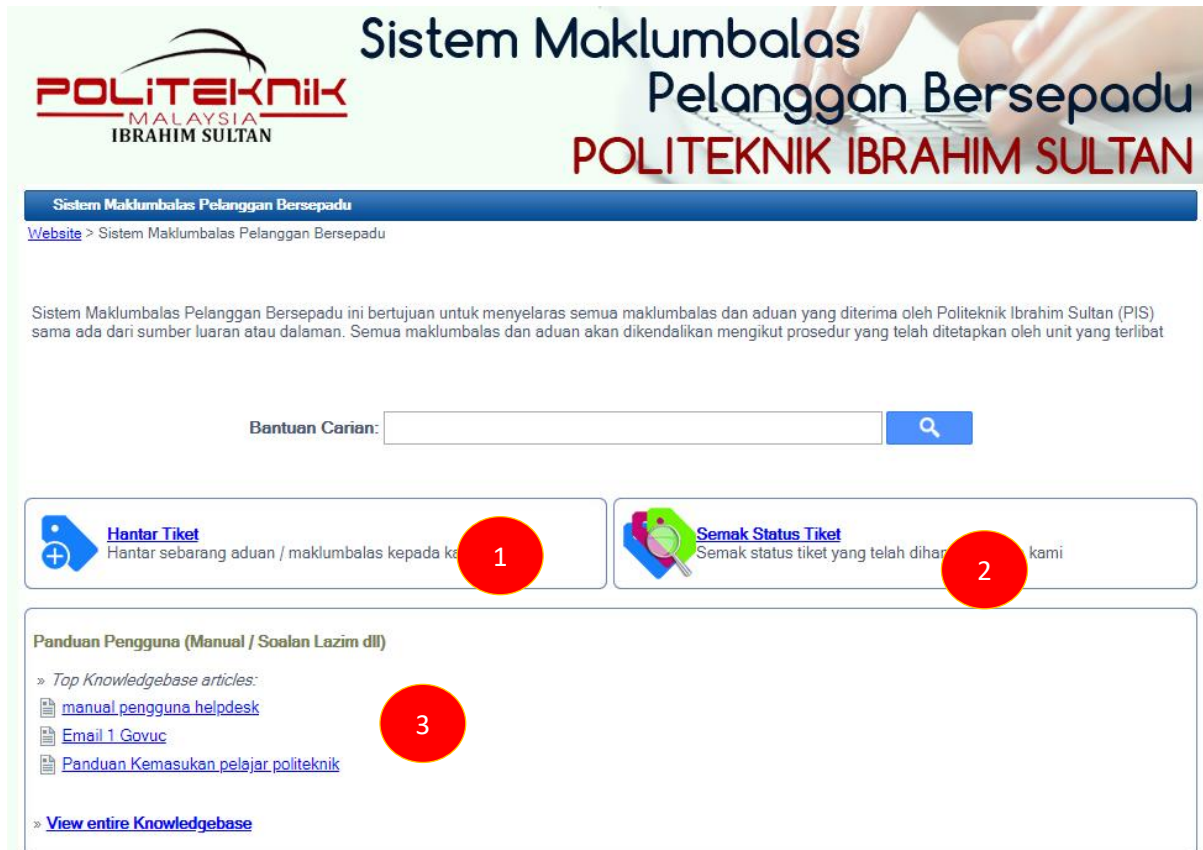 Sistem Maklumbalas
Pelanggan Bersepadu
POLITEKNIK IBRAHIM SULTAN
POLiTEKniK
MALAYSIA
IBRAHIM SULTAN
Sistem Maklumbalas Pelanggan Bersepadu
Website > Sistem Maklumbalas Pelanggan Bersepadu
Sistem Maklumbalas Pelanggan Bersepadu ini bertujuan untuk menyelaras semua maklumbalas dan aduan yang diterima oleh Politeknik Ibrahim Sultan (PIS)
sama ada dari sumber luaran atau dalaman. Semua maklumbalas dan aduan akan dikendalikan mengikut prosedur yang telah ditetapkan oleh unit yang terlibat
Bantuan Carian:
Hantar Tiket
Hantar sebarang aduan / maklumbalas kepada
1
Semak Status Tiket
Semak status tiket yang telah kami
2
Panduan Pengguna (Manual / Soalan Lazim dll)
» Top Knowledgebase articles:
manual pengguna helpdesk
Email 1 Govuc
Panduan Kemasukan pelajar politeknik
3
» View entire Knowledgebase